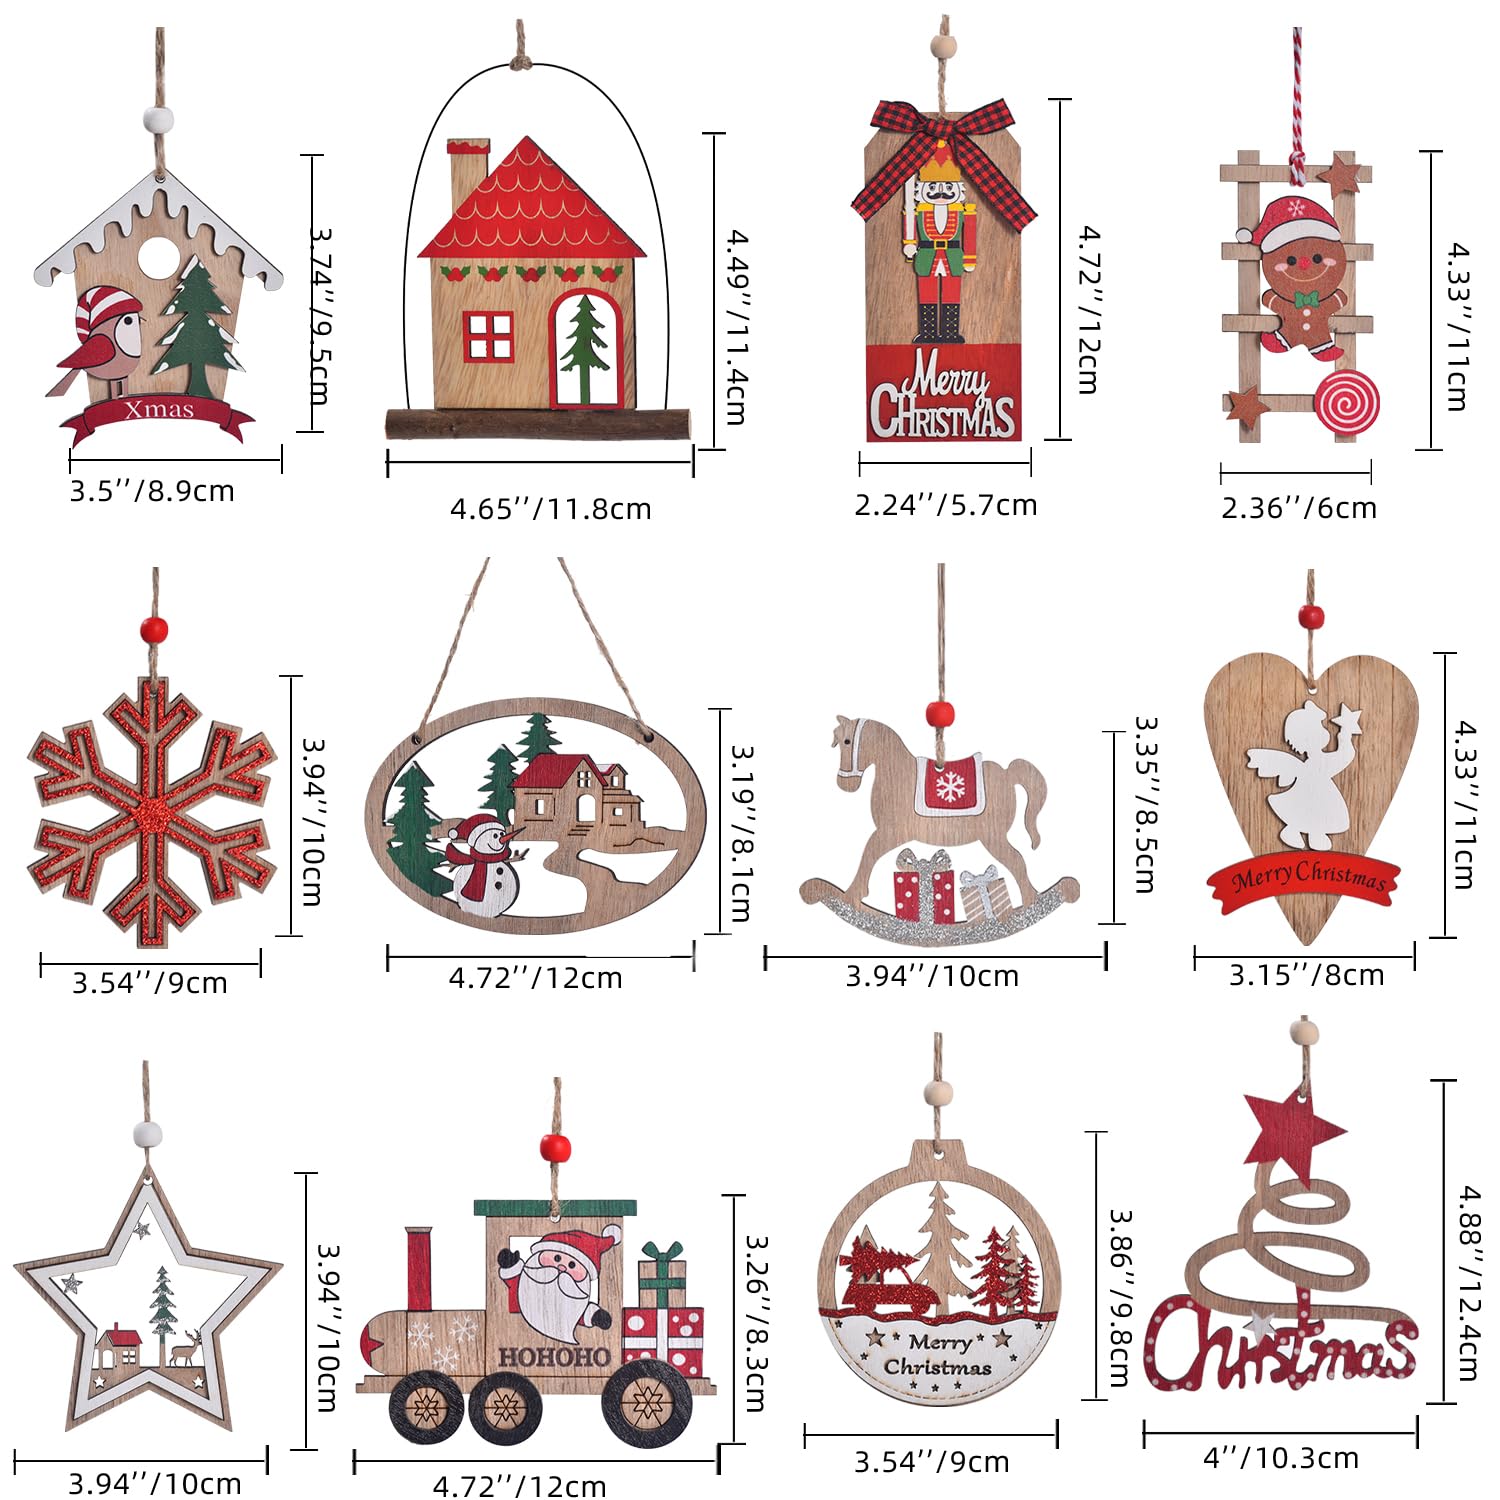 Xmas
3.74''/9.5cm
3.5''/8.9cm
4.49''/11.4cm
4.65''/11.8cm
Merry
CHRISTMAS
4.72''/12cm
2.24''/5.7cm
4.33''/11cm
2.36''/6cm
3.94''/10cm
3.54''/9cm
3.19''/8.1cm
4.72''/12cm
3.35''/8.5cm
3.94''/10cm
Merry Christmas
4.33''/11cm
3.15''/8cm
3.94''/10cm
3.94''/10cm
HOHOHO
3.26''/8.3cm
4.72''/12cm
Merry
Christmas
3.86''/9.8cm
3.54''/9cm
Christmas
4.88''/12.4cm
4''/10.3cm